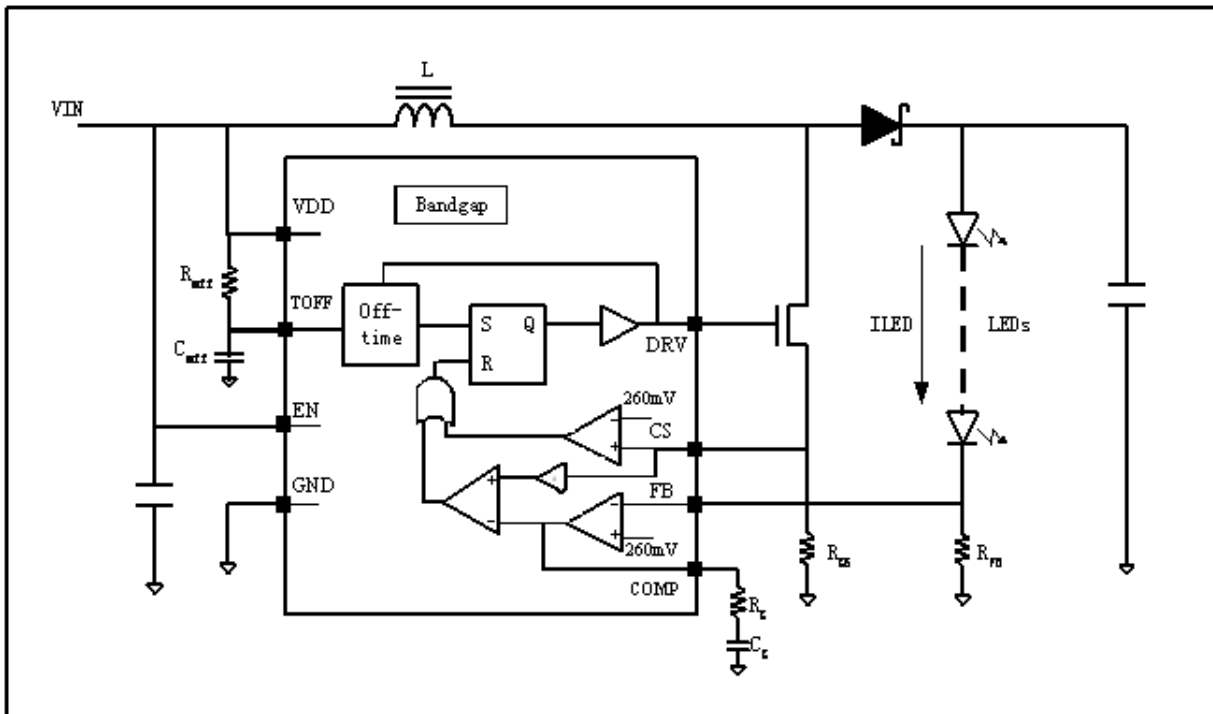 L
VIN
Bandgap
VDD
Roff
TOFF
Off-
time
S Q
R
DRV
ILED
LEDs
Coff
260mV
EN
CS
+
GND
FB
+
-
-
+
260mV
COMP
RCS
RFB
RC
CC